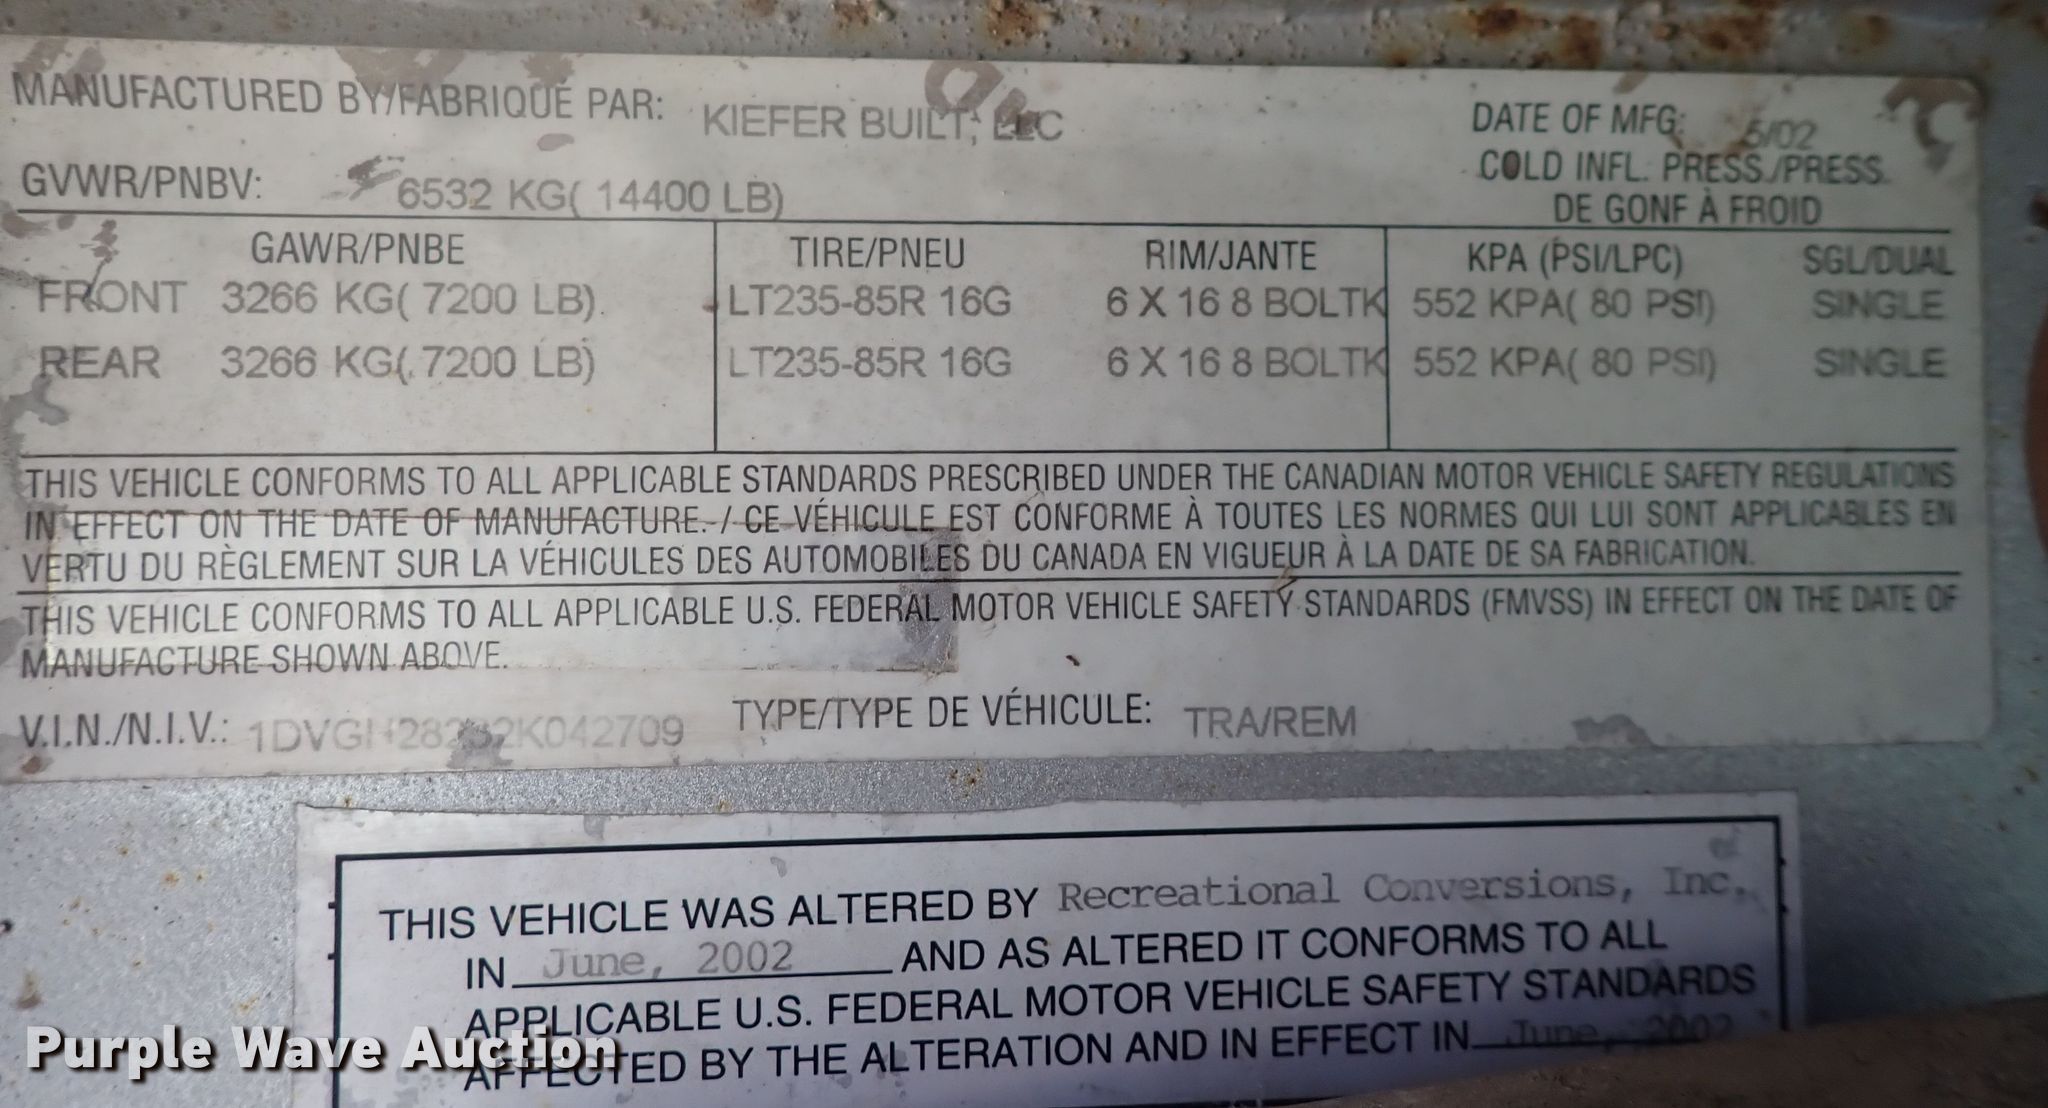 MANUFACTURED BY/FABRIQUÉ PAR: KIEFER BUILT, LLC
DATE OF MFG: 5/02
GVWR/PNBV: 6532 KG( 14400 LB)
COLD INFL. PRESS./PRESS.
DE GONF À FROID
GAWR/PNBE TIRE/PNEU RIM/JANTE KPA (PSI/LPC) SGL/DUAL
FRONT 3266 KG( 7200 LB) LT235-85R 16G 6 X 16 8 BOLTK 552 KPA( 80 PSI) SINGLE
REAR 3266 KG( 7200 LB) LT235-85R 16G 6 X 16 8 BOLTK 552 KPA( 80 PSI) SINGLE
THIS VEHICLE CONFORMS TO ALL APPLICABLE STANDARDS PRESCRIBED UNDER THE CANADIAN MOTOR VEHICLE SAFETY REGULATIONS
IN EFFECT ON THE DATE OF MANUFACTURE. / CE VÉHICULE EST CONFORME À TOUTES LES NORMES QUI LUI SONT APPLICABLES EN
VERTU DU RÈGLEMENT SUR LA VÉHICULES DES AUTOMOBILES DU CANADA EN VIGUEUR À LA DATE DE SA FABRICATION.
THIS VEHICLE CONFORMS TO ALL APPLICABLE U.S. FEDERAL MOTOR VEHICLE SAFETY STANDARDS (FMVSS) IN EFFECT ON THE DATE OF
MANUFACTURE SHOWN ABOVE.
V.I.N./N.I.V.: TYPE/TYPE DE VÉHICULE: TRA/REM
THIS VEHICLE WAS ALTERED BY Recreational Conversions, Inc.
IN June, 2002 AND AS ALTERED IT CONFORMS TO ALL
APPLICABLE U.S. FEDERAL MOTOR VEHICLE SAFETY STANDARDS
AFFECTED BY THE ALTERATION AND IN EFFECT IN June, 2002
Purple Wave Auction